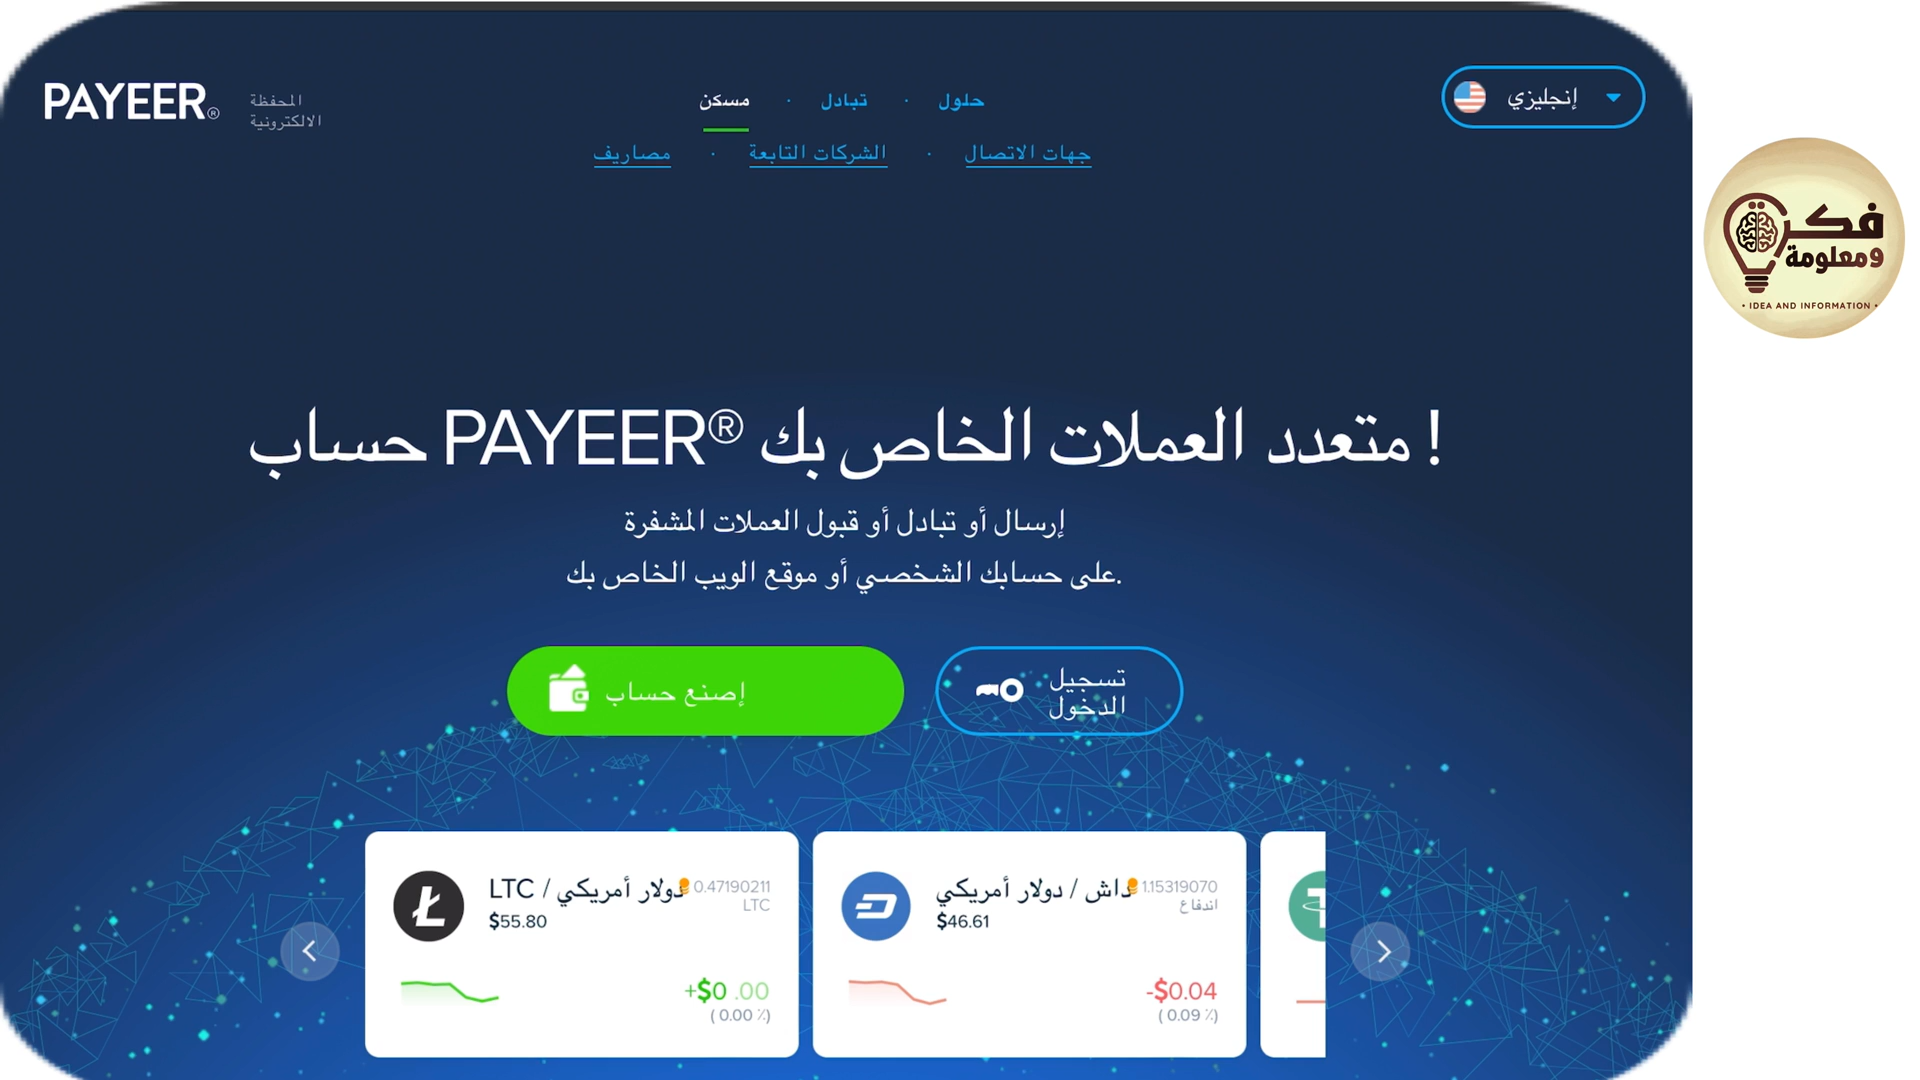 PAYEER®
المحفظة
الالكترونية
مسكن · تبادل · حلول
مصاريف · الشركات التابعة · جهات الاتصال
إنجليزي
فكرة
ومعلومة
• IDEA AND INFORMATION •
حساب PAYEER® متعدد العملات الخاص بك !
إرسال أو تبادل أو قبول العملات المشفرة
على حسابك الشخصي أو موقع الويب الخاص بك.
إصنع حساب
تسجيل
الدخول
LTC / دولار أمريكي
0.47190211
LTC
$55.80
+$0 .00
( 0.00 ٪)
داش / دولار أمريكي
1.15319070
اندفاع
$46.61
-$0.04
( 0.09 ٪)